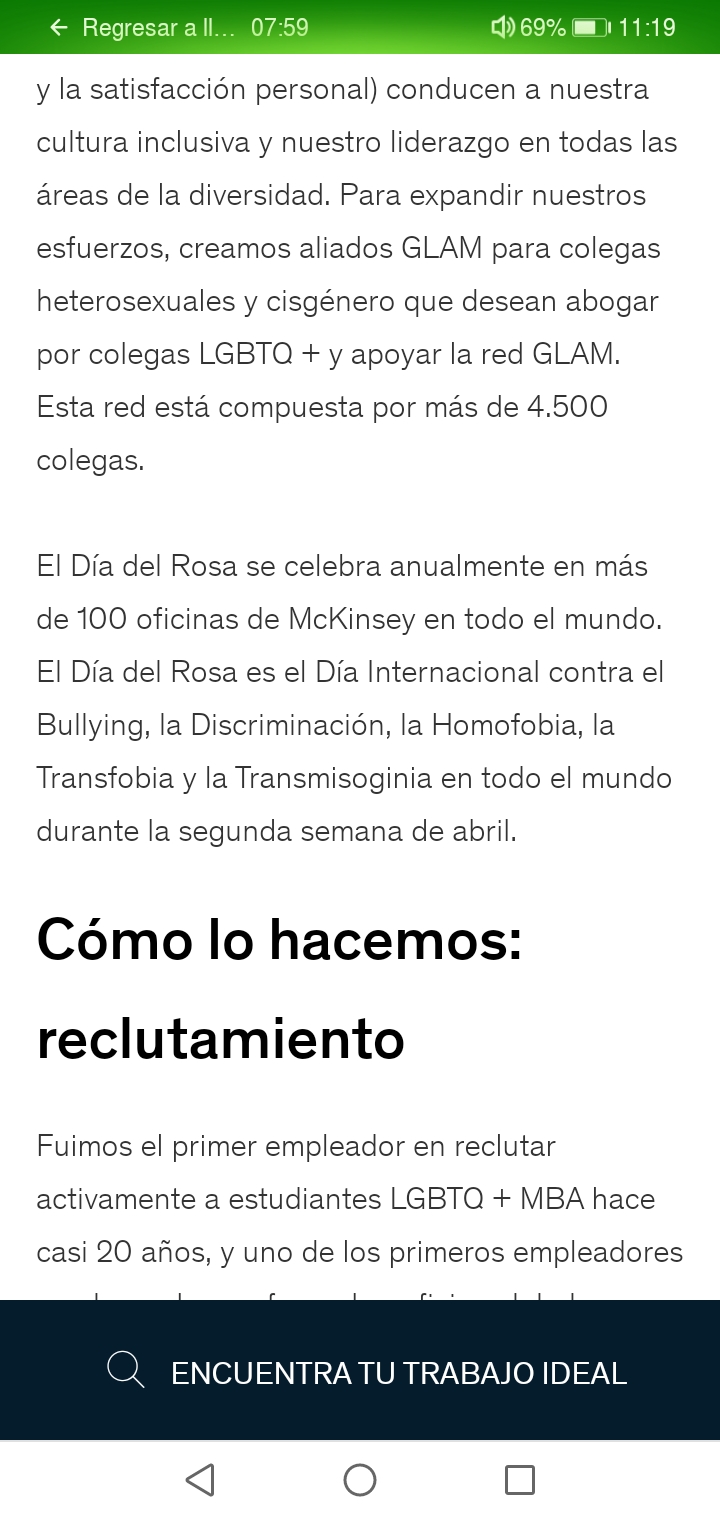 ← Regresar a ll... 07:59 69% 11:19
y la satisfacción personal) conducen a nuestra
cultura inclusiva y nuestro liderazgo en todas las
áreas de la diversidad. Para expandir nuestros
esfuerzos, creamos aliados GLAM para colegas
heterosexuales y cisgénero que desean abogar
por colegas LGBTQ + y apoyar la red GLAM.
Esta red está compuesta por más de 4.500
colegas.
El Día del Rosa se celebra anualmente en más
de 100 oficinas de McKinsey en todo el mundo.
El Día del Rosa es el Día Internacional contra el
Bullying, la Discriminación, la Homofobia, la
Transfobia y la Transmisoginia en todo el mundo
durante la segunda semana de abril.
Cómo lo hacemos:
reclutamiento
Fuimos el primer empleador en reclutar
activamente a estudiantes LGBTQ + MBA hace
casi 20 años, y uno de los primeros empleadores
ENCUENTRA TU TRABAJO IDEAL